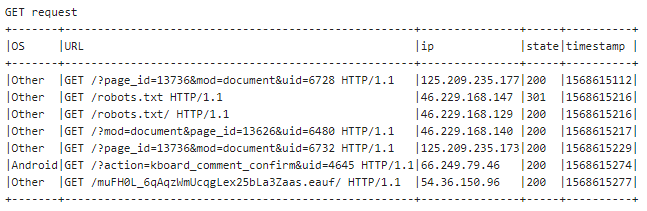 GET request
+-------+--------------------------------------------------+---------------+-----+----------+
|OS     |URL                                               |ip             |state|timestamp |
+-------+--------------------------------------------------+---------------+-----+----------+
|Other  |GET /?page_id=13736&mod=document&uid=6728 HTTP/1.1   |125.209.235.177|200  |1568615112|
|Other  |GET /robots.txt HTTP/1.1                             |46.229.168.147 |301  |1568615216|
|Other  |GET /robots.txt/ HTTP/1.1                            |46.229.168.129 |200  |1568615216|
|Other  |GET /?mod=document&page_id=13626&uid=6480 HTTP/1.1   |46.229.168.140 |200  |1568615217|
|Other  |GET /?page_id=13736&mod=document&uid=6732 HTTP/1.1   |125.209.235.173|200  |1568615229|
|Android|GET /?action=kboard_comment_confirm&uid=4645 HTTP/1.1|66.249.79.46   |200  |1568615274|
|Other  |GET /muFH0L_6qAqzWmUcqgLex25bLa3Zaas.eauf/ HTTP/1.1  |54.36.150.96   |200  |1568615277|
+-------+--------------------------------------------------+---------------+-----+----------+